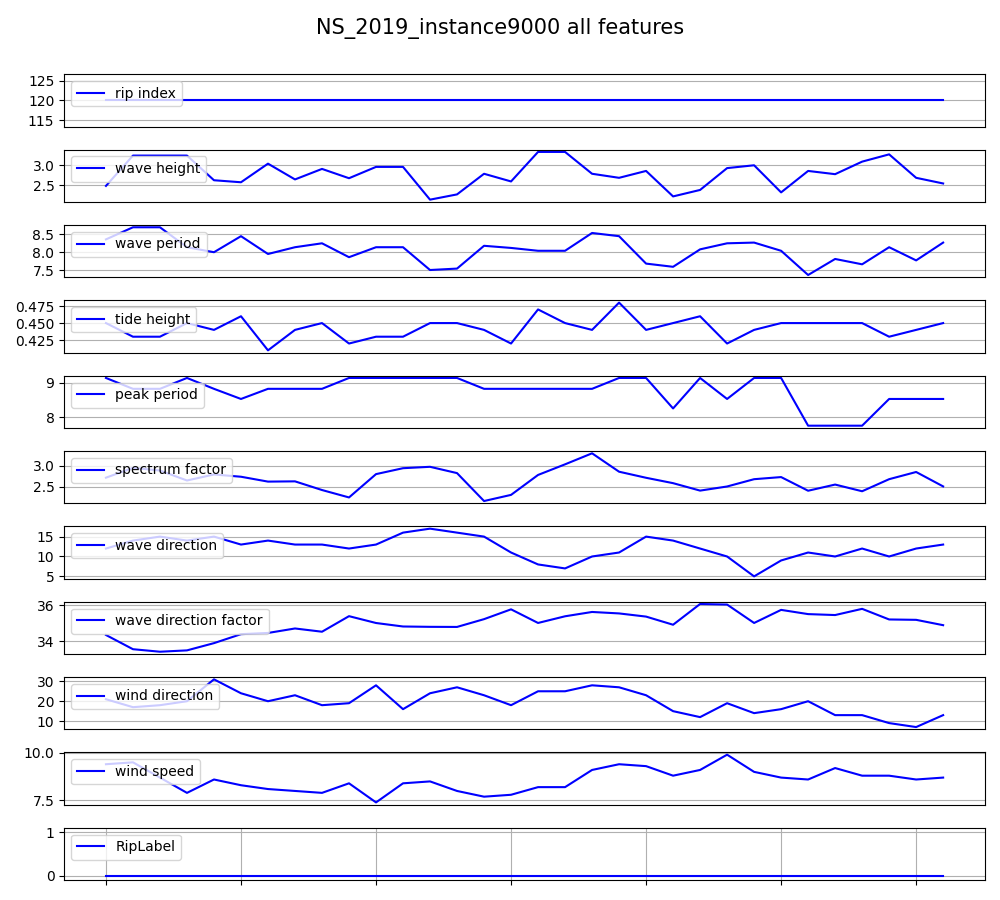 NS_2019_instance9000 all features
125
120
115
rip index
3.0
2.5
wave height
8.5
8.0
7.5
wave period
0.475
0.450
0.425
tide height
9
8
peak period
3.0
2.5
spectrum factor
15
10
5
wave direction
36
34
wave direction factor
30
20
10
wind direction
10.0
7.5
wind speed
1
0
RipLabel